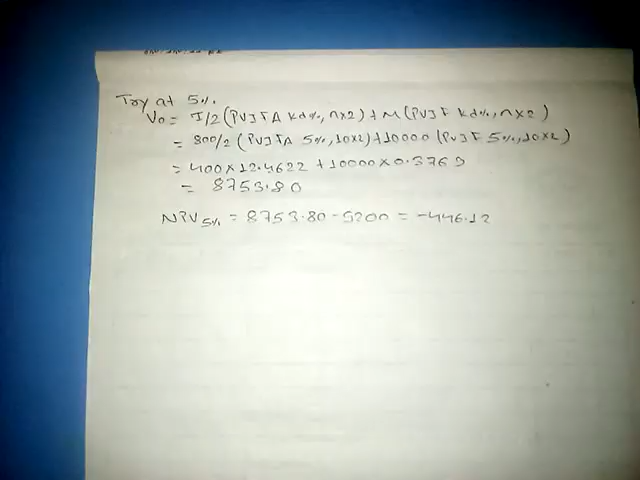 Try at 5%.
V0 = I/2 (PVIFA kd%, n×2) + M (PVIF kd%, n×2)
= 800/2 (PVIFA 5%, 10×2) + 10000 (PVIF 5%, 10×2)
= 400×12.4622 + 10000×0.3769
= 8753.80
NPV5% = 8753.80 - 9200 = -446.12